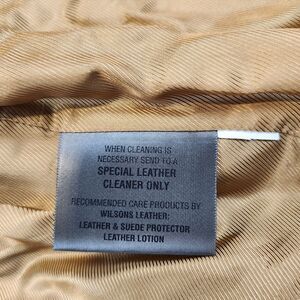 WHEN CLEANING IS
NECESSARY SEND TO A
SPECIAL LEATHER
CLEANER ONLY
RECOMMENDED CARE PRODUCTS BY
WILSONS LEATHER:
LEATHER & SUEDE PROTECTOR
LEATHER LOTION